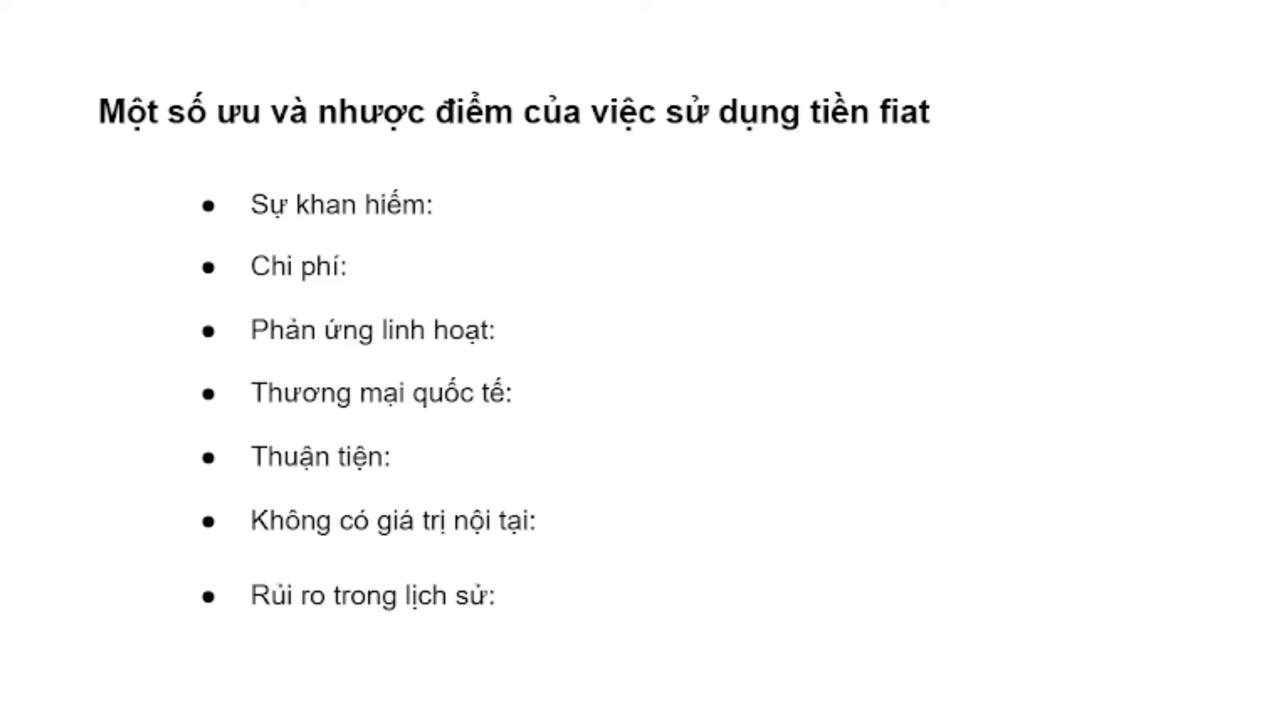 Một số ưu và nhược điểm của việc sử dụng tiền fiat
● Sự khan hiếm:
● Chi phí:
● Phản ứng linh hoạt:
● Thương mại quốc tế:
● Thuận tiện:
● Không có giá trị nội tại:
● Rủi ro trong lịch sử: